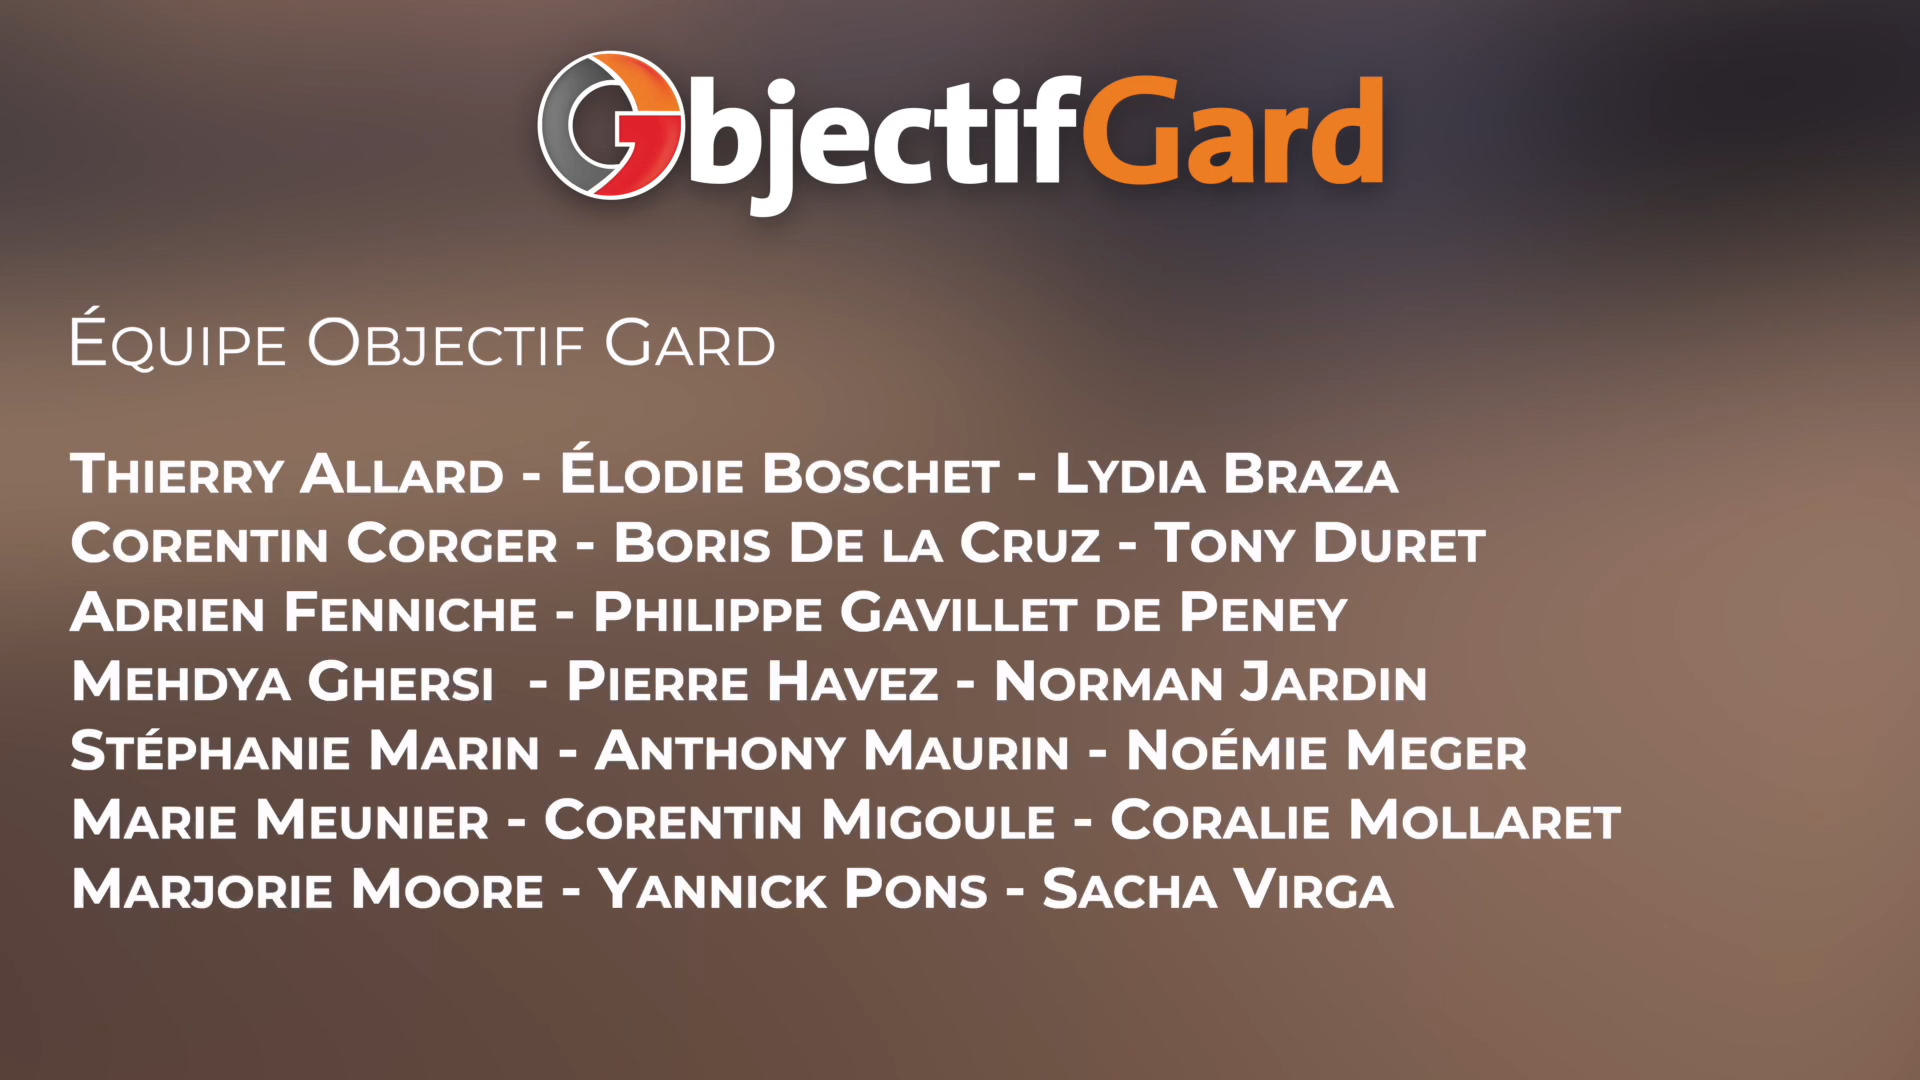 ObjectifGard
Équipe Objectif Gard
Thierry Allard - Élodie Boschet - Lydia Braza
Corentin Corger - Boris De la Cruz - Tony Duret
Adrien Fenniche - Philippe Gavillet de Peney
Mehdya Ghersi  - Pierre Havez - Norman Jardin
Stéphanie Marin - Anthony Maurin - Noémie Meger
Marie Meunier - Corentin Migoule - Coralie Mollaret
Marjorie Moore - Yannick Pons - Sacha Virga